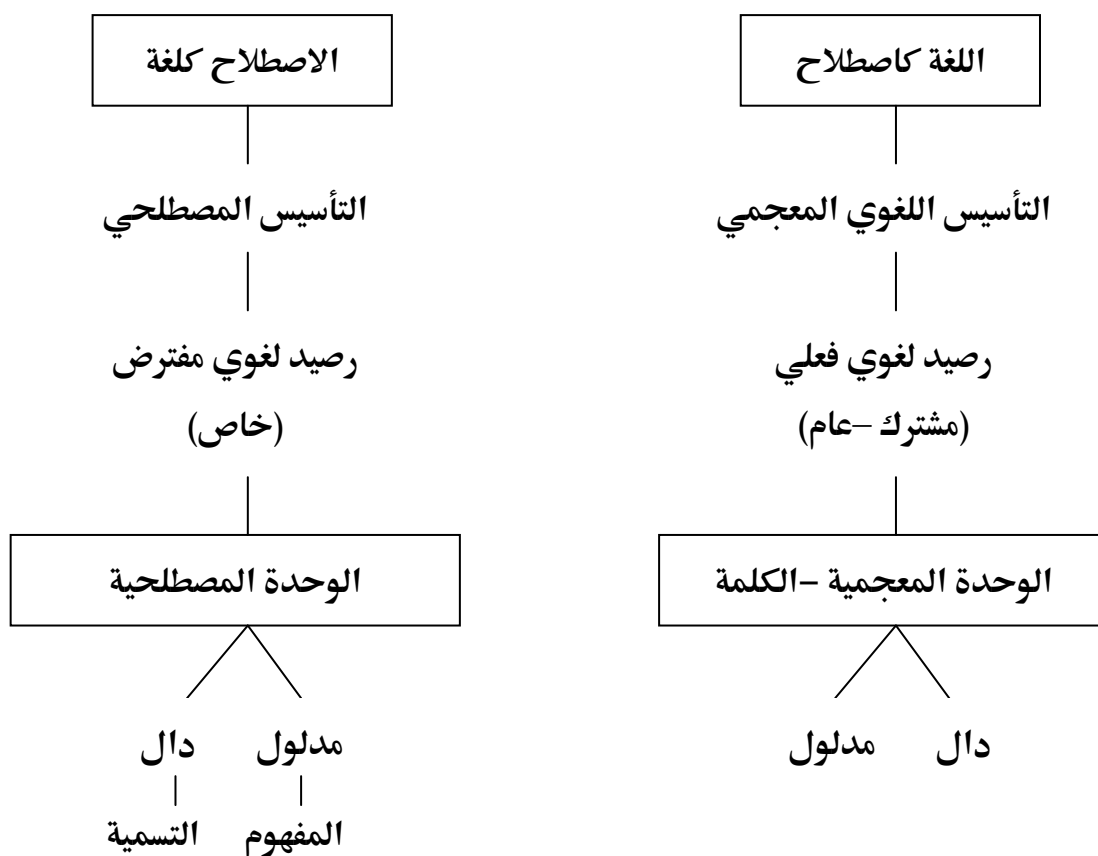 اللغة كاصطلاح
الاصطلاح كلغة
التأسيس اللغوي المعجمي
التأسيس المصطلحي
رصيد لغوي فعلي
رصيد لغوي مفترض
(مشترك –عام)
(خاص)
الوحدة المعجمية –الكلمة
الوحدة المصطلحية
دال مدلول
مدلول دال
المفهوم التسمية